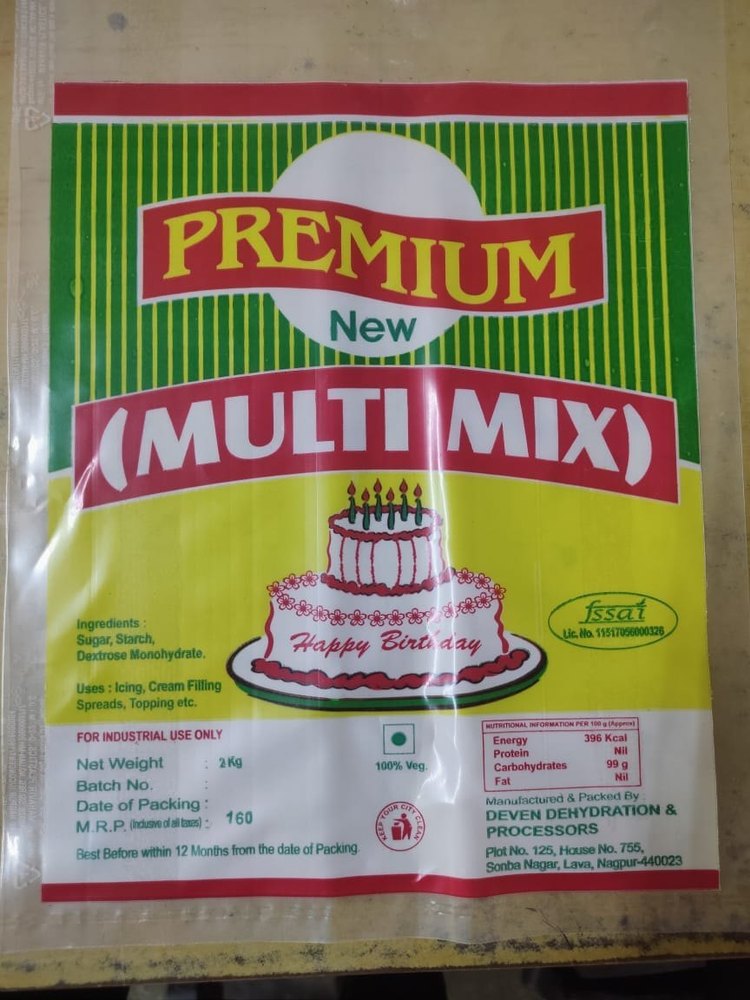 PREMIUM
New
(MULTI MIX)
Happy Birthday
Ingredients :
Sugar, Starch,
Dextrose Monohydrate.
Uses : Icing, Cream Filling
Spreads, Topping etc.
fssai
Lic. No. 11517056000326
FOR INDUSTRIAL USE ONLY
Net Weight : 2 Kg
Batch No. :
Date of Packing :
M.R.P. (Inclusive of all taxes) : 160
Best Before within 12 Months from the date of Packing.
100% Veg.
KEEP YOUR CITY CLEAN
NUTRITIONAL INFORMATION PER 100 g (Approx)
Energy 396 Kcal
Protein Nil
Carbohydrates 99 g
Fat Nil
Manufactured & Packed By :
DEVEN DEHYDRATION &
PROCESSORS
Plot No. 125, House No. 755,
Sonba Nagar, Lava, Nagpur-440023